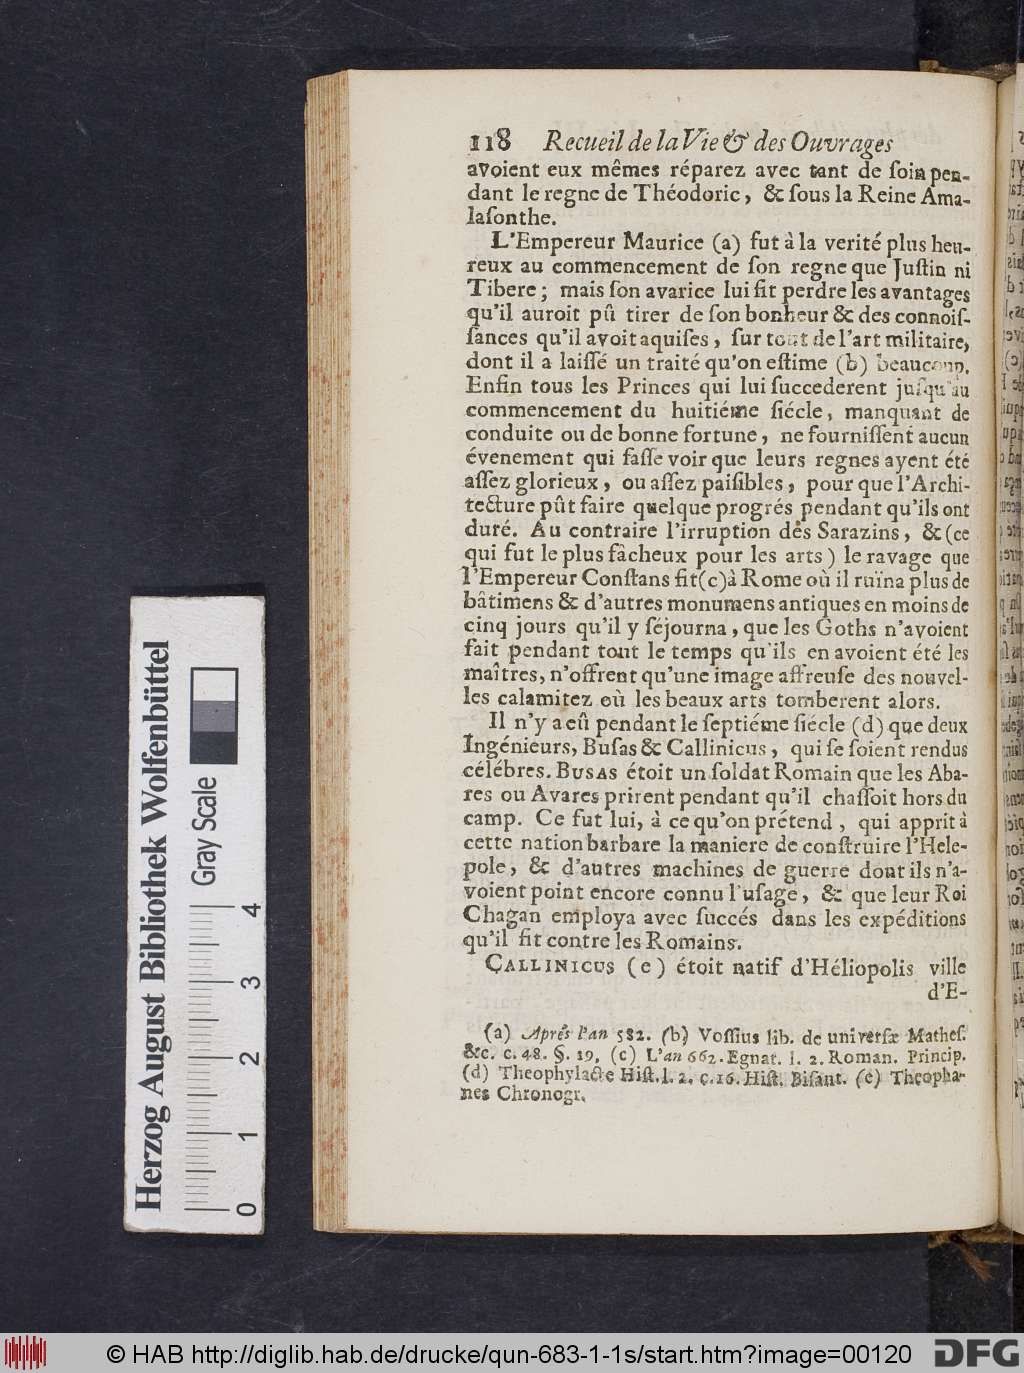 118 Recueil de la Vie & des Ouvrages
avoient eux mêmes réparez avec tant de ſoin pen-
dant le regne de Théodoric, & ſous la Reine Ama-
laſonthe.
L'Empereur Maurice (a) fut à la verité plus heu-
reux au commencement de ſon regne que Juſtin ni
Tibere; mais ſon avarice lui fit perdre les avantages
qu'il auroit pû tirer de ſon bonheur & des connoiſ-
ſances qu'il avoit aquiſes, ſur tout de l'art militaire,
dont il a laiſſé un traité qu'on eſtime (b) beaucoup.
Enfin tous les Princes qui lui ſuccederent juſqu'au
commencement du huitiéme ſiécle, manquant de
conduite ou de bonne fortune, ne fourniſſent aucun
évenement qui faſſe voir que leurs regnes ayent été
aſſez glorieux, ou aſſez paiſibles, pour que l'Archi-
tecture pût faire quelque progrés pendant qu'ils ont
duré. Au contraire l'irruption des Sarazins, & (ce
qui fut le plus fâcheux pour les arts) le ravage que
l'Empereur Conſtans fit (c) à Rome où il ruïna plus de
bâtimens & d'autres monumens antiques en moins de
cinq jours qu'il y ſéjourna, que les Goths n'avoient
fait pendant tout le temps qu'ils en avoient été les
maîtres, n'offrent qu'une image affreuſe des nouvel-
les calamitez où les beaux arts tomberent alors.
Il n'y a eû pendant le ſeptiéme ſiécle (d) que deux
Ingénieurs, Buſas & Callinicus, qui ſe ſoient rendus
célébres. BUSAS étoit un ſoldat Romain que les Aba-
res ou Avares prirent pendant qu'il chaſſoit hors du
camp. Ce fut lui, à ce qu'on prétend, qui apprit à
cette nation barbare la maniere de conſtruire l'Hele-
pole, & d'autres machines de guerre dont ils n'a-
voient point encore connu l'uſage, & que leur Roi
Chagan employa avec ſuccés dans les expéditions
qu'il fit contre les Romains.
CALLINICUS (e) étoit natif d'Héliopolis ville
d'E-
(a) Aprés l'an 582. (b) Voſſius lib. de univerſæ Matheſ.
&c. c. 48. §. 19. (c) L'an 662. Egnat. l. 2. Roman. Princip.
(d) Theophylacte Hiſt. l. 2. c. 16. Hiſt. Biſant. (e) Theopha-
nes Chronogr.
Herzog August Bibliothek Wolfenbüttel
Gray Scale
0 1 2 3 4
© HAB http://diglib.hab.de/drucke/qun-683-1-1s/start.htm?image=00120
DFG